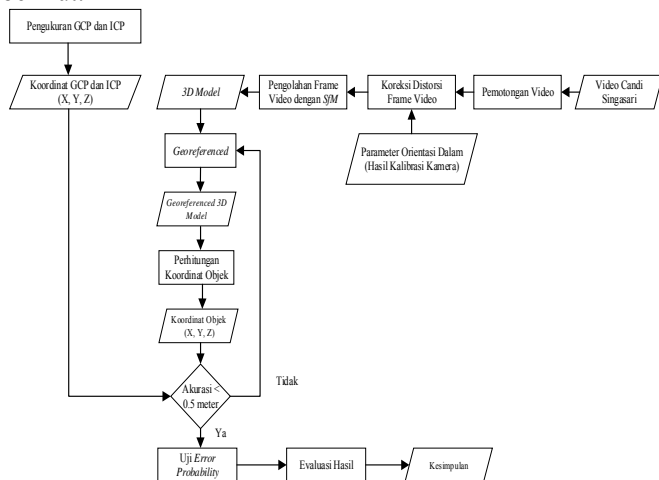 Pengukuran GCP dan ICP
Koordinat GCP dan ICP
(X, Y, Z)
3D Model
Pengolahan Frame
Video dengan SfM
Koreksi Distorsi
Frame Video
Pemotongan Video
Video Candi
Singasari
Parameter Orientasi Dalam
(Hasil Kalibrasi Kamera)
Georeferenced
Georeferenced 3D
Model
Perhitungan
Koordinat Objek
Koordinat Objek
(X, Y, Z)
Akurasi <
0.5 meter
Tidak
Ya
Uji Error
Probability
Evaluasi Hasil
Kesimpulan